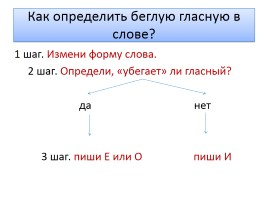 Как определить беглую гласную в
слове?
1 шаг. Измени форму слова.
2 шаг. Определи, «убегает» ли гласный?
да нет
3 шаг. пиши Е или О пиши И